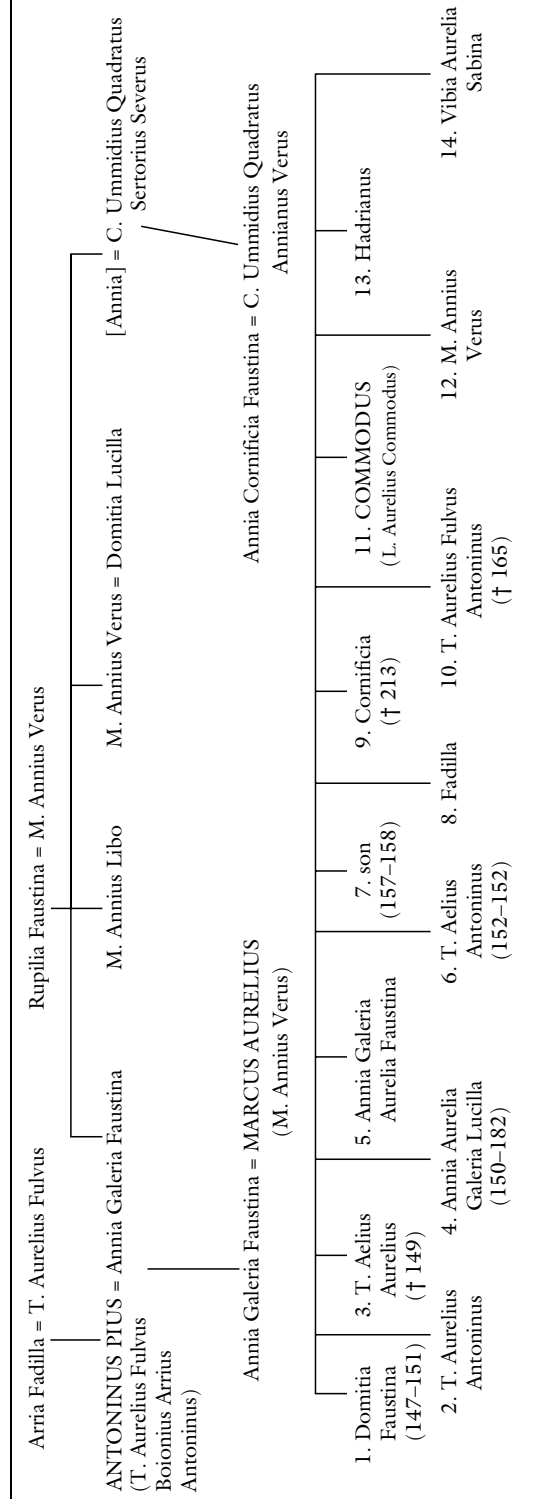 Arria Fadilla = T. Aurelius Fulvus
Rupilia Faustina = M. Annius Verus
ANTONINUS PIUS = Annia Galeria Faustina
(T. Aurelius Fulvus
Boionius Arrius
Antoninus)
M. Annius Libo
M. Annius Verus = Domitia Lucilla
[Annia] = C. Ummidius Quadratus
Sertorius Severus
Annia Galeria Faustina = MARCUS AURELIUS
(M. Annius Verus)
Annia Cornificia Faustina = C. Ummidius Quadratus
Annianus Verus
1. Domitia
Faustina
(147–151)
2. T. Aurelius
Antoninus
3. T. Aelius
Aurelius
(† 149)
4. Annia Aurelia
Galeria Lucilla
(150–182)
5. Annia Galeria
Aurelia Faustina
6. T. Aelius
Antoninus
(152–152)
7. son
(157–158)
8. Fadilla
9. Cornificia
(† 213)
10. T. Aurelius Fulvus
Antoninus
(† 165)
11. COMMODUS
(L. Aurelius Commodus)
12. M. Annius
Verus
13. Hadrianus
14. Vibia Aurelia
Sabina